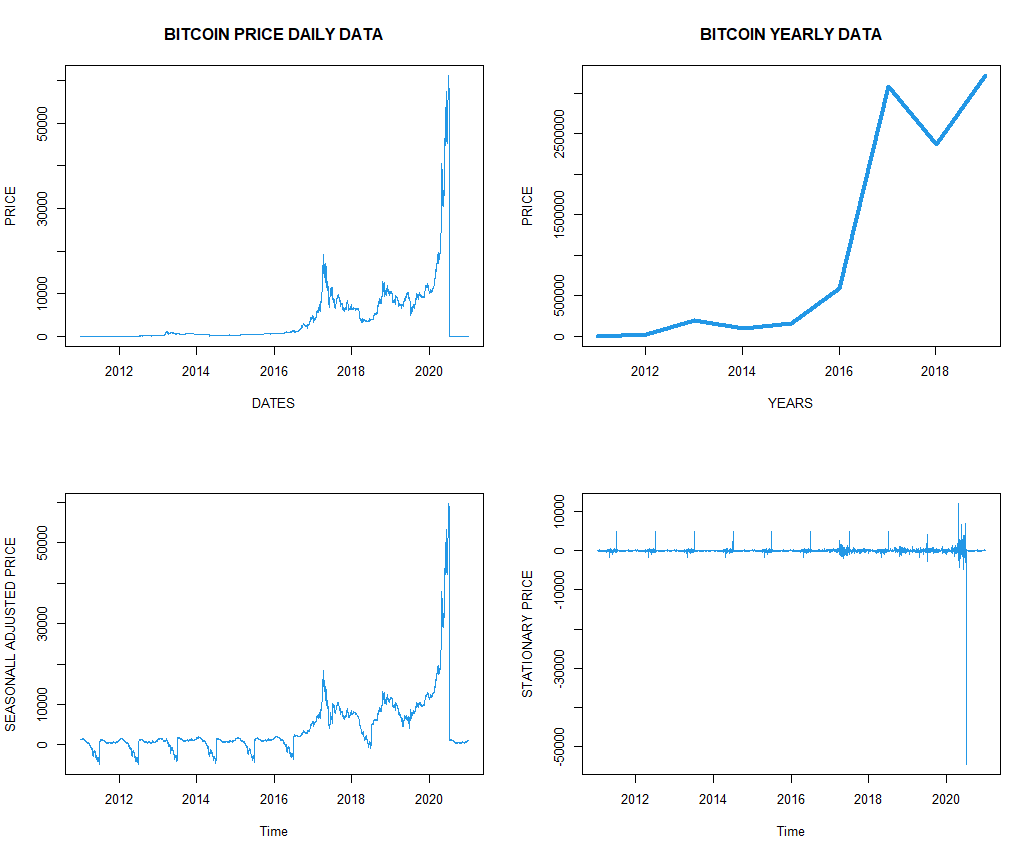 BITCOIN PRICE DAILY DATA
PRICE
50000
30000
10000
0
2012 2014 2016 2018 2020
DATES
BITCOIN YEARLY DATA
PRICE
2500000
1500000
500000
0
2012 2014 2016 2018
YEARS
SEASONALL ADJUSTED PRICE
50000
30000
10000
0
2012 2014 2016 2018 2020
Time
STATIONARY PRICE
10000
0
-10000
-30000
-50000
2012 2014 2016 2018 2020
Time